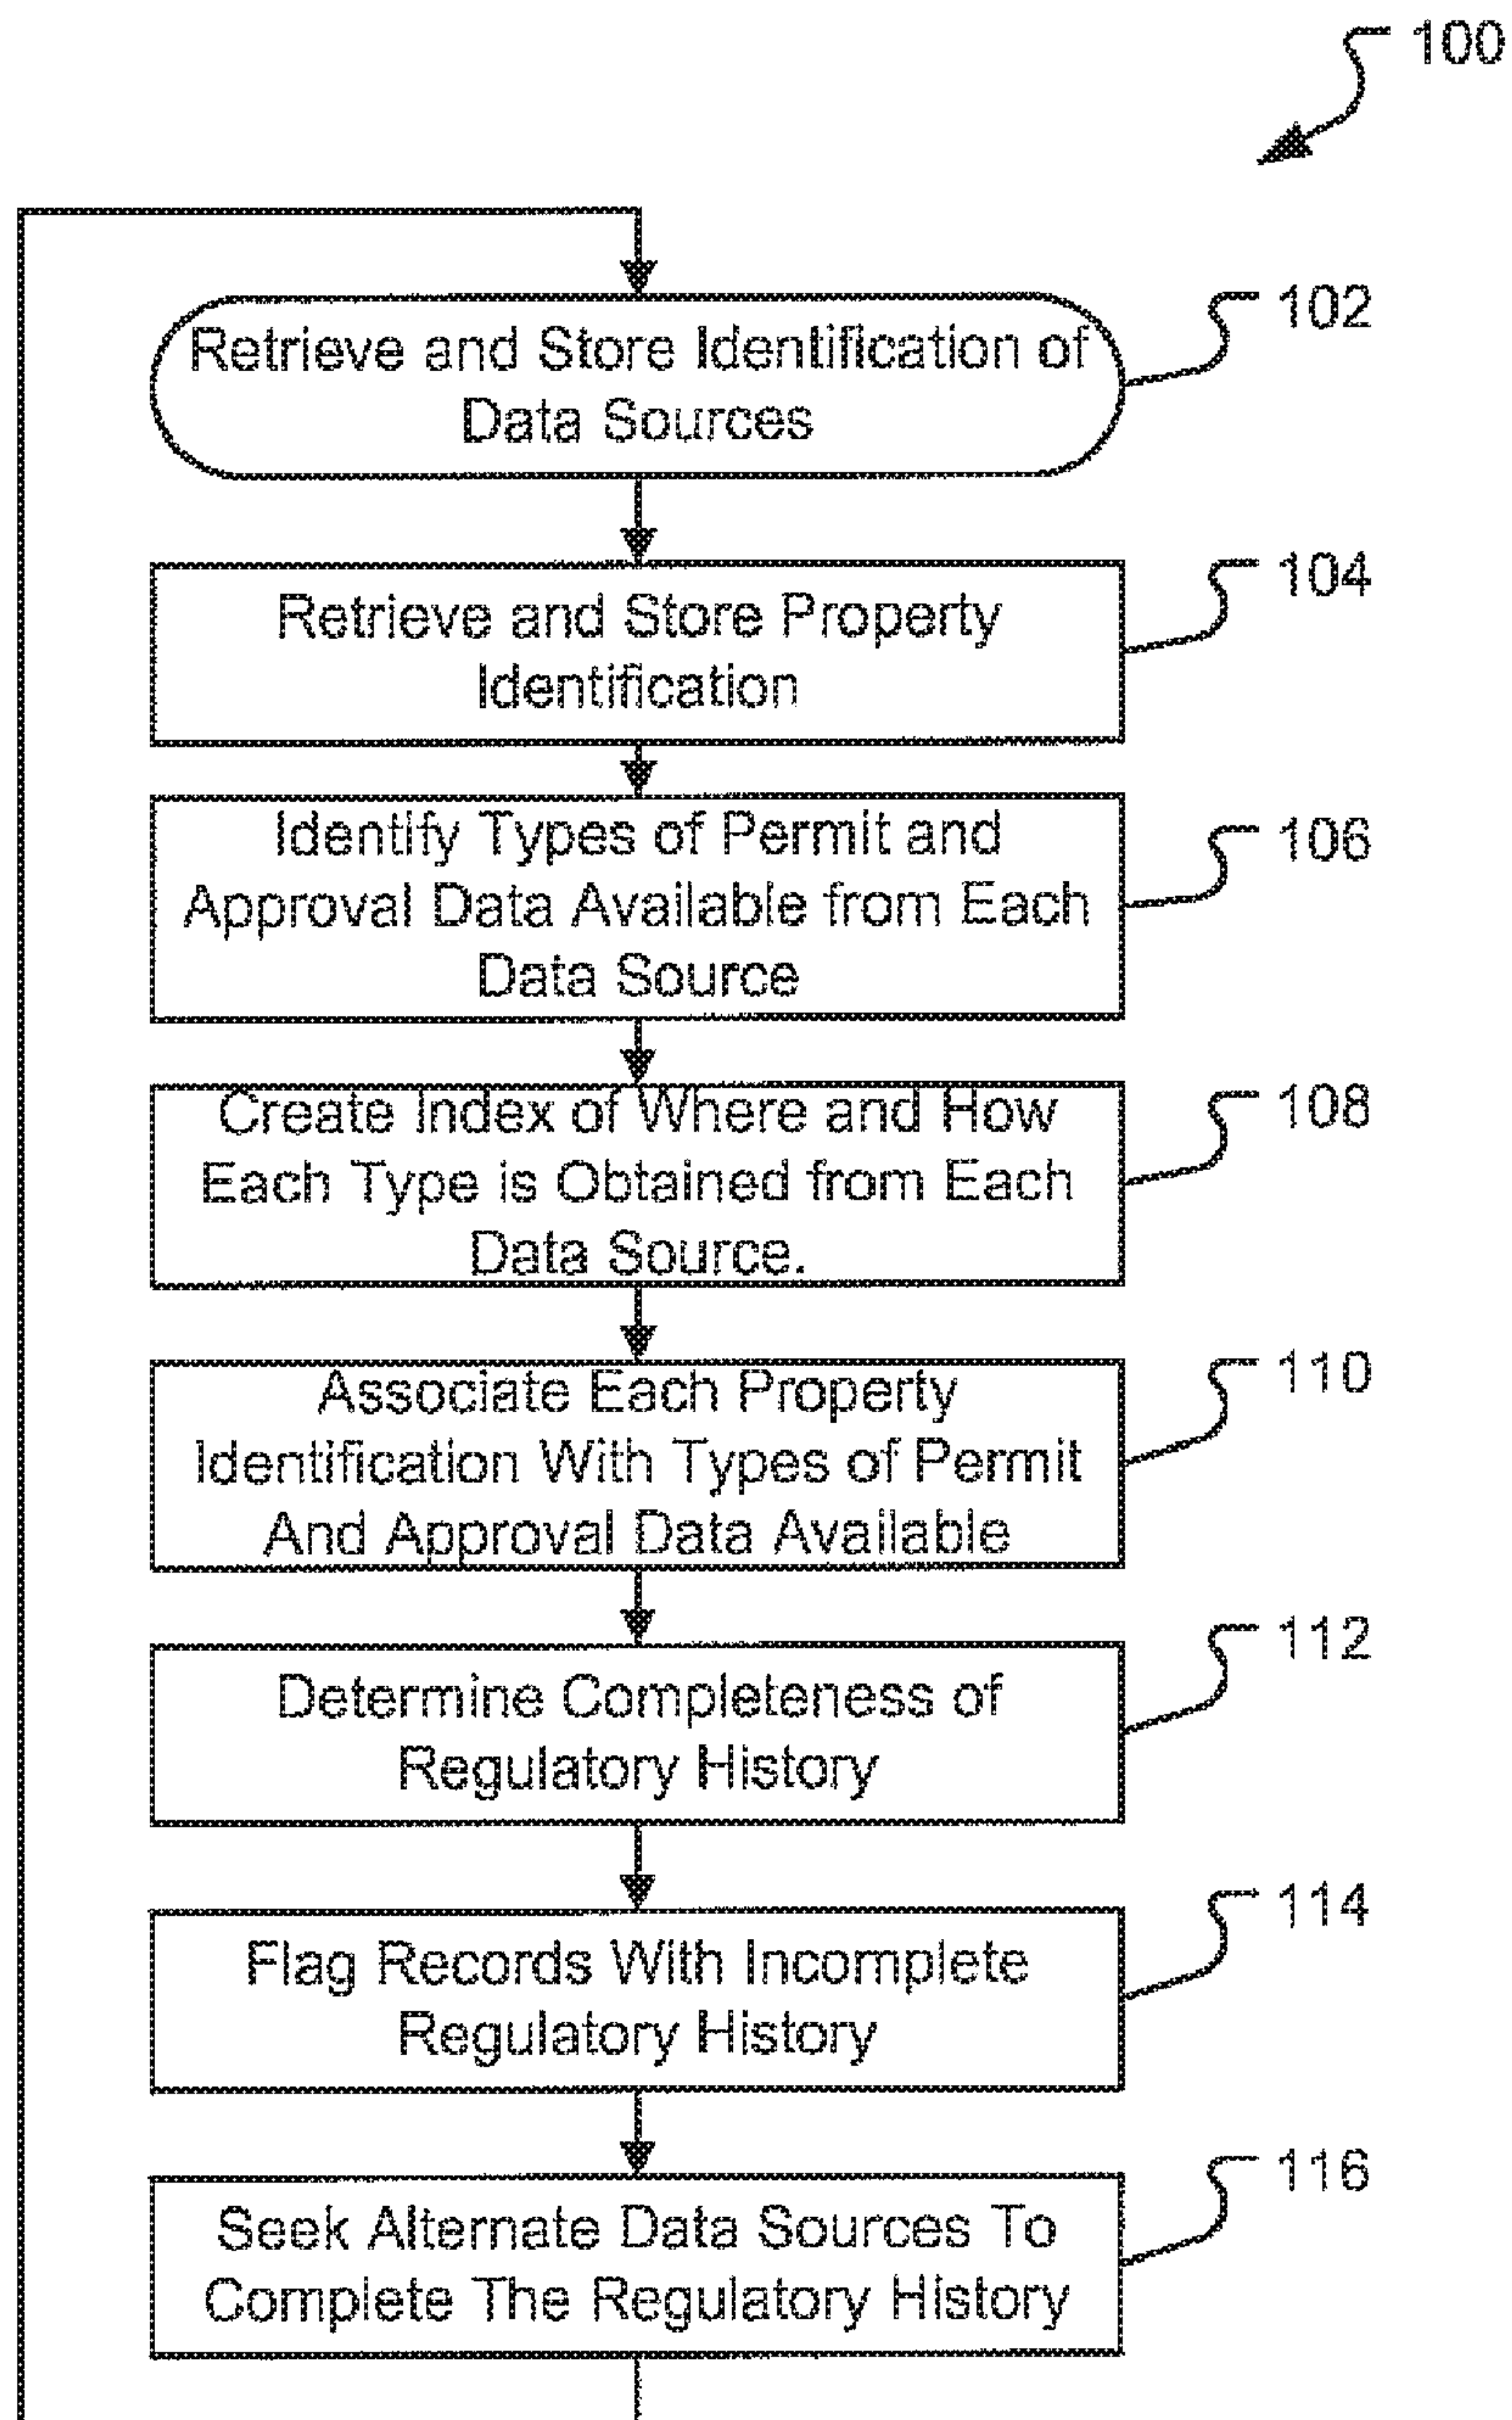 100
Retrieve and Store Identification of
Data Sources
102
Retrieve and Store Property
Identification
104
Identify Types of Permit and
Approval Data Available from Each
Data Source
106
Create Index of Where and How
Each Type is Obtained from Each
Data Source.
108
Associate Each Property
Identification With Types of Permit
And Approval Data Available
110
Determine Completeness of
Regulatory History
112
Flag Records With Incomplete
Regulatory History
114
Seek Alternate Data Sources To
Complete The Regulatory History
116